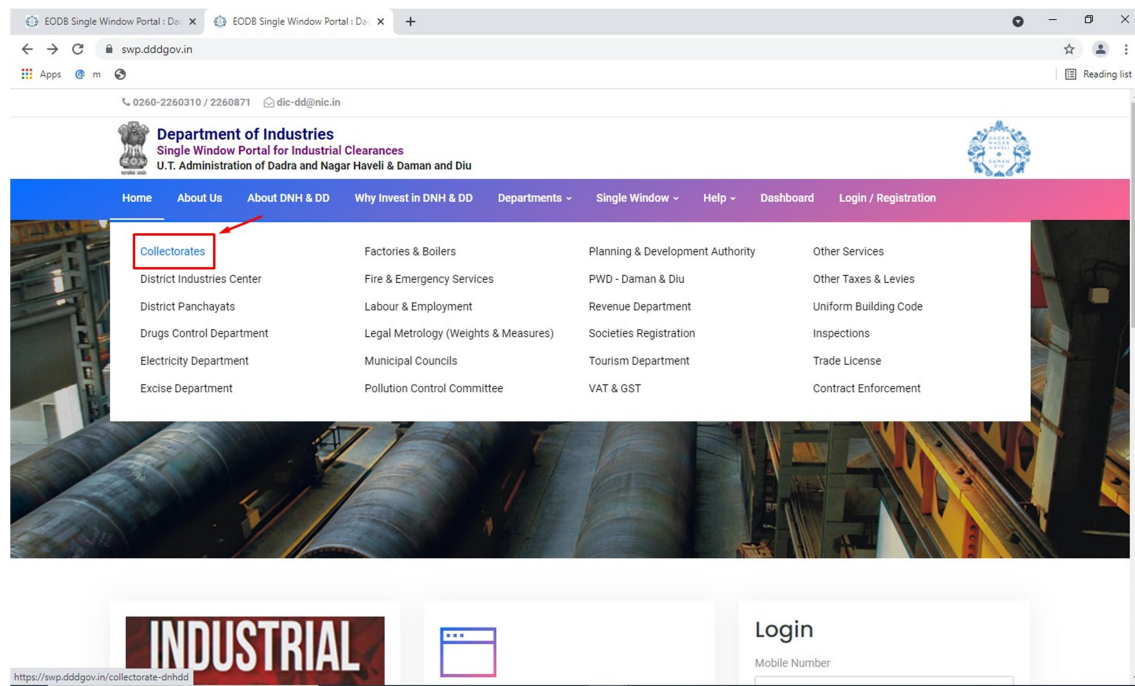 EODB Single Window Portal : Da
EODB Single Window Portal : Da
swp.dddgov.in
Apps
m
Reading list
0260-2260310 / 2260871 dic-dd@nic.in
Department of Industries
Single Window Portal for Industrial Clearances
U.T. Administration of Dadra and Nagar Haveli & Daman and Diu
DADRA
NAGAR
HAVELI
DAMAN
DIU
Home About Us About DNH & DD Why Invest in DNH & DD Departments Single Window Help Dashboard Login / Registration
Collectorates Factories & Boilers Planning & Development Authority Other Services
District Industries Center Fire & Emergency Services PWD - Daman & Diu Other Taxes & Levies
District Panchayats Labour & Employment Revenue Department Uniform Building Code
Drugs Control Department Legal Metrology (Weights & Measures) Societies Registration Inspections
Electricity Department Municipal Councils Tourism Department Trade License
Excise Department Pollution Control Committee VAT & GST Contract Enforcement
INDUSTRIAL
Login
Mobile Number
https://swp.dddgov.in/collectorate-dnhdd